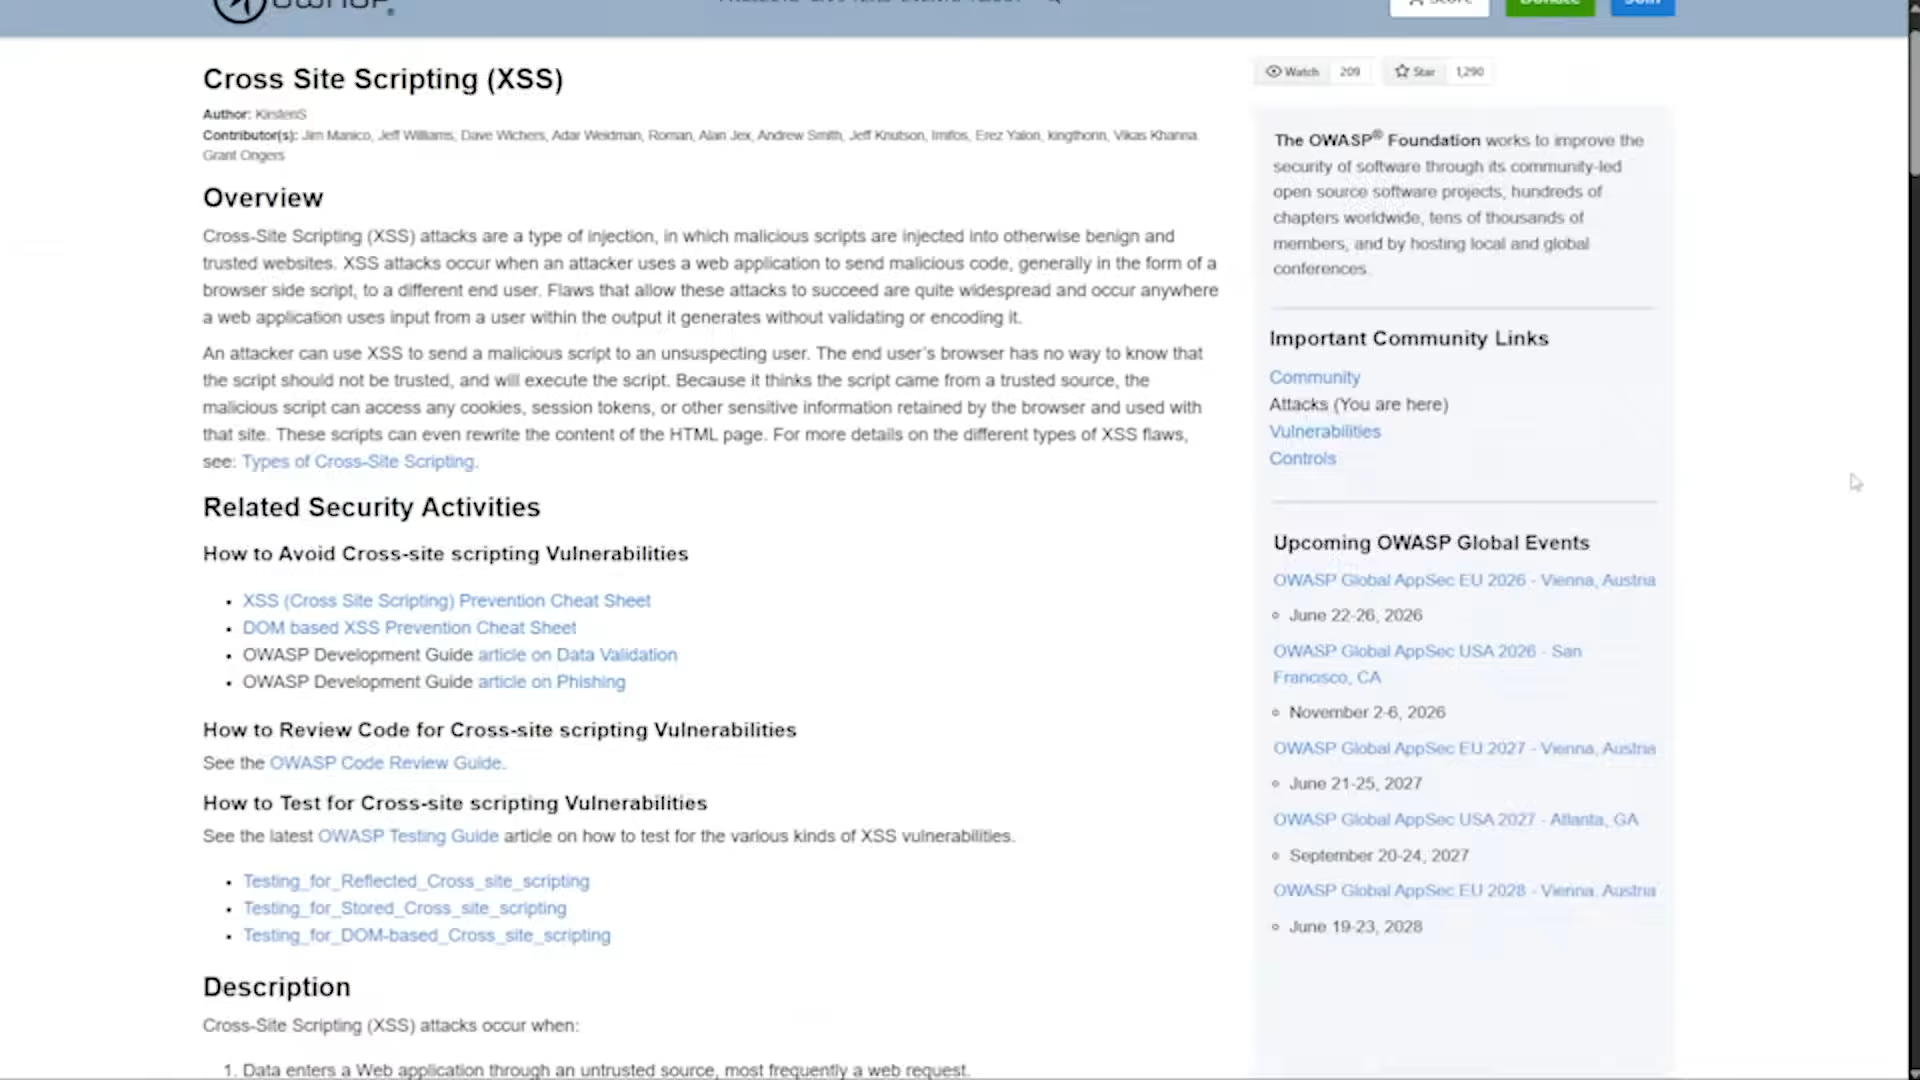 Cross Site Scripting (XSS)
Author: KirstenS
Contributor(s): Jim Manico, Jeff Williams, Dave Wichers, Adar Weidman, Roman, Alan Jex, Andrew Smith, Jeff Knutson, Imifos, Erez Yalon, kingthorin, Vikas Khanna.
Grant Ongers
Overview
Cross-Site Scripting (XSS) attacks are a type of injection, in which malicious scripts are injected into otherwise benign and
trusted websites. XSS attacks occur when an attacker uses a web application to send malicious code, generally in the form of a
browser side script, to a different end user. Flaws that allow these attacks to succeed are quite widespread and occur anywhere
a web application uses input from a user within the output it generates without validating or encoding it.
An attacker can use XSS to send a malicious script to an unsuspecting user. The end user's browser has no way to know that
the script should not be trusted, and will execute the script. Because it thinks the script came from a trusted source, the
malicious script can access any cookies, session tokens, or other sensitive information retained by the browser and used with
that site. These scripts can even rewrite the content of the HTML page. For more details on the different types of XSS flaws,
see: Types of Cross-Site Scripting.
Related Security Activities
How to Avoid Cross-site scripting Vulnerabilities
• XSS (Cross Site Scripting) Prevention Cheat Sheet
• DOM based XSS Prevention Cheat Sheet
• OWASP Development Guide article on Data Validation
• OWASP Development Guide article on Phishing
How to Review Code for Cross-site scripting Vulnerabilities
See the OWASP Code Review Guide.
How to Test for Cross-site scripting Vulnerabilities
See the latest OWASP Testing Guide article on how to test for the various kinds of XSS vulnerabilities.
• Testing_for_Reflected_Cross_site_scripting
• Testing_for_Stored_Cross_site_scripting
• Testing_for_DOM-based_Cross_site_scripting
Description
Cross-Site Scripting (XSS) attacks occur when:
1. Data enters a Web application through an untrusted source, most frequently a web request.
Watch 209 Star 1,290
The OWASP® Foundation works to improve the
security of software through its community-led
open source software projects, hundreds of
chapters worldwide, tens of thousands of
members, and by hosting local and global
conferences.
Important Community Links
Community
Attacks (You are here)
Vulnerabilities
Controls
Upcoming OWASP Global Events
OWASP Global AppSec EU 2026 - Vienna, Austria
◦ June 22-26, 2026
OWASP Global AppSec USA 2026 - San
Francisco, CA
◦ November 2-6, 2026
OWASP Global AppSec EU 2027 - Vienna, Austria
◦ June 21-25, 2027
OWASP Global AppSec USA 2027 - Atlanta, GA
◦ September 20-24, 2027
OWASP Global AppSec EU 2028 - Vienna, Austria
◦ June 19-23, 2028